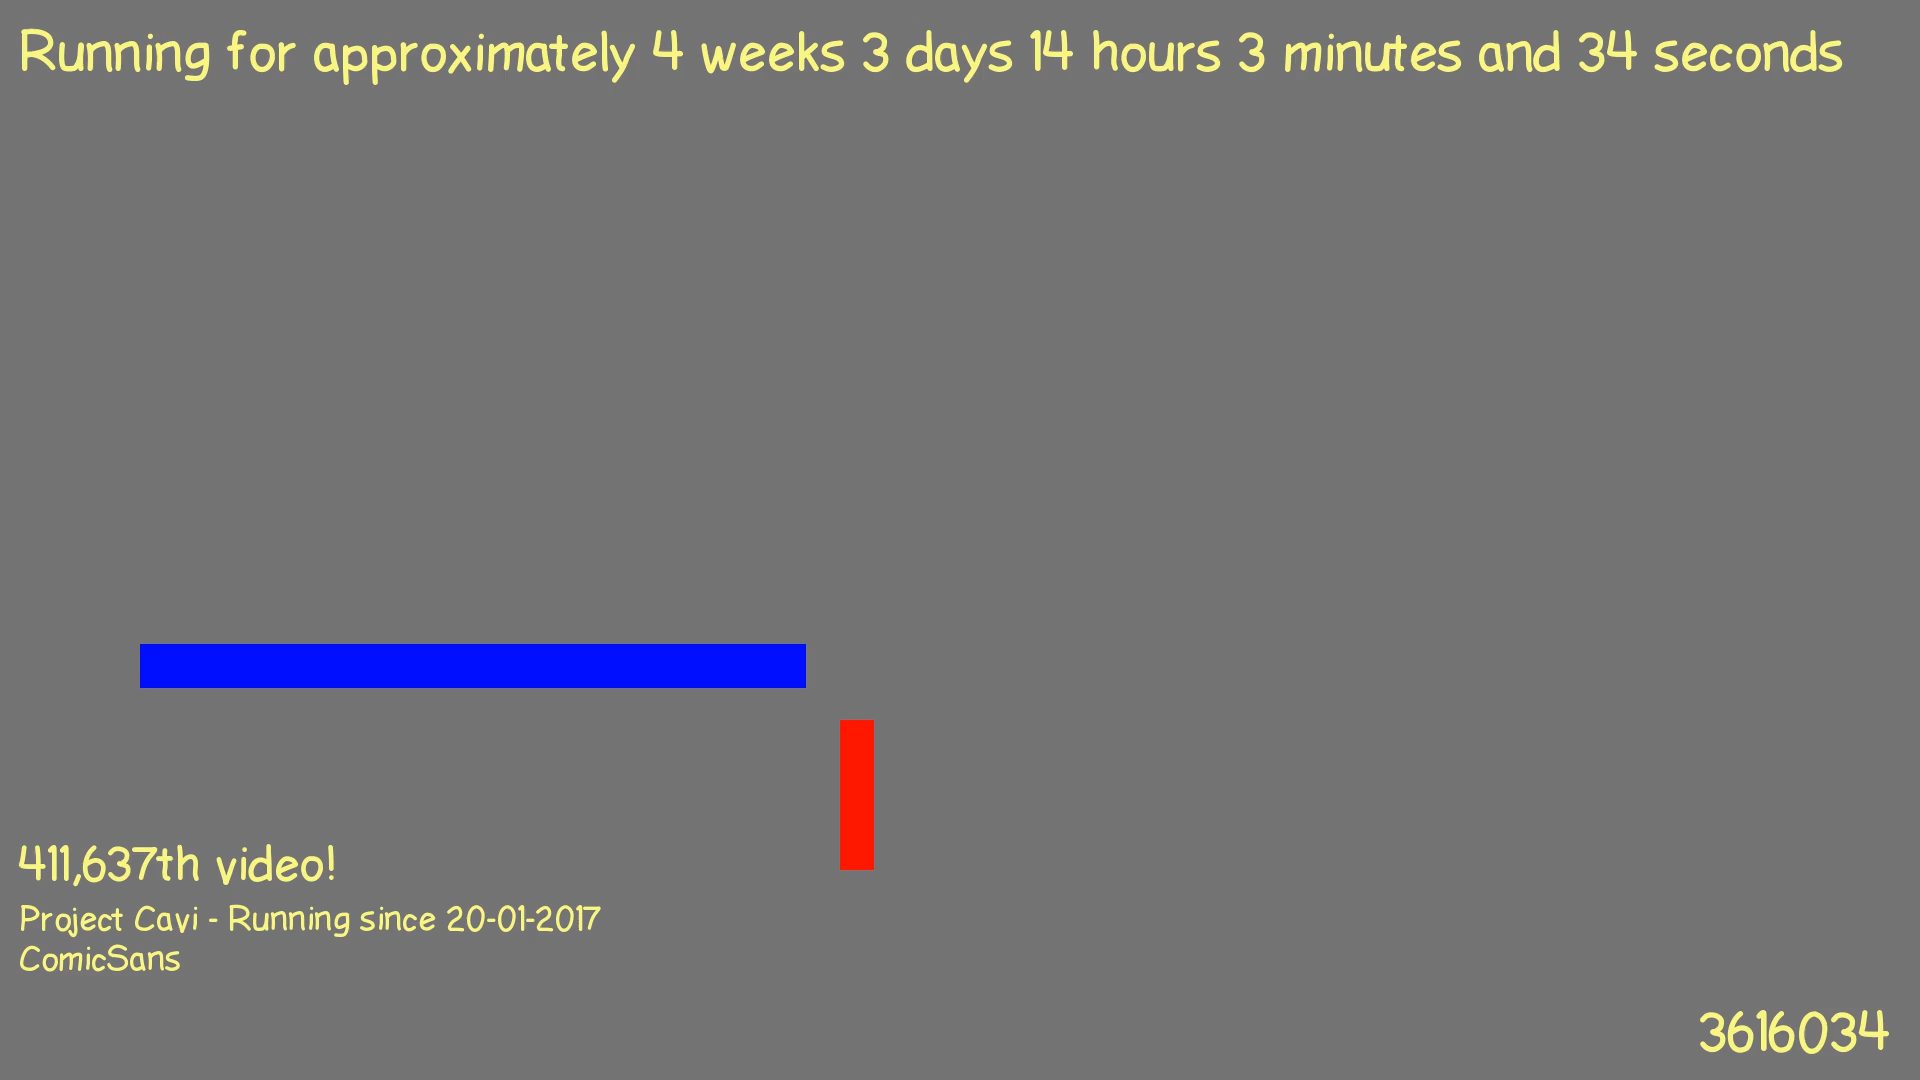 Running for approximately 4 weeks 3 days 14 hours 3 minutes and 34 seconds
411,637th video!
Project Cavi - Running since 20-01-2017
ComicSans
3616034